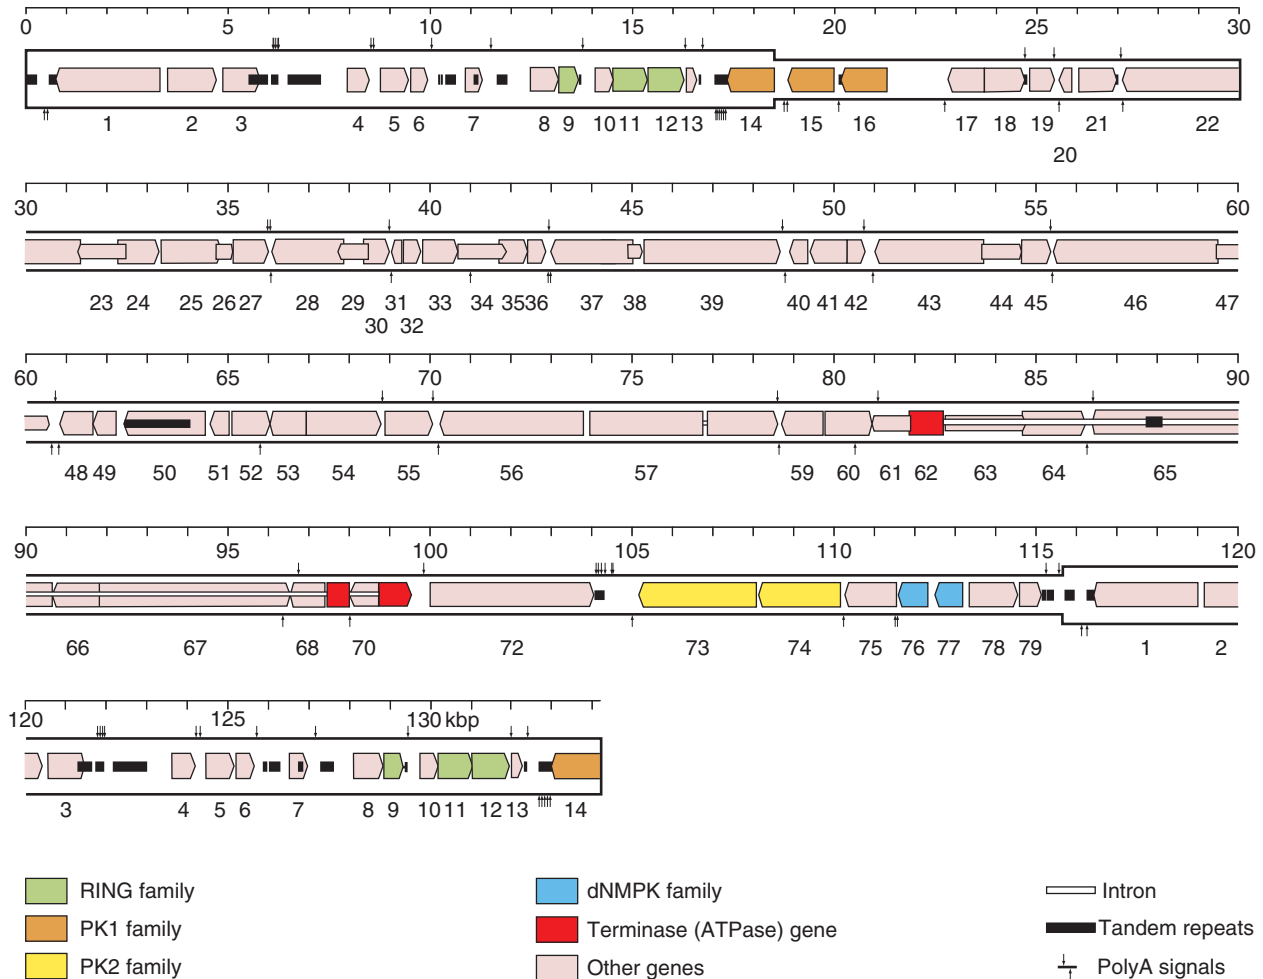 0 5 10 15 20 25 30
1 2 3 4 5 6 7 8 9 10 11 12 13 14 15 16 17 18 19 21 22
20
30 35 40 45 50 55 60
23 24 25 26 27 28 29 31 33 34 35 36 37 38 39 40 41 42 43 44 45 46 47
30 32
60 65 70 75 80 85 90
48 49 50 51 52 53 54 55 56 57 59 60 61 62 63 64 65
90 95 100 105 110 115 120
66 67 68 70 72 73 74 75 76 77 78 79 1 2
120 125 130 kbp
3 4 5 6 7 8 9 10 11 12 13 14
RING family dNMPK family Intron
PK1 family Terminase (ATPase) gene Tandem repeats
PK2 family Other genes PolyA signals